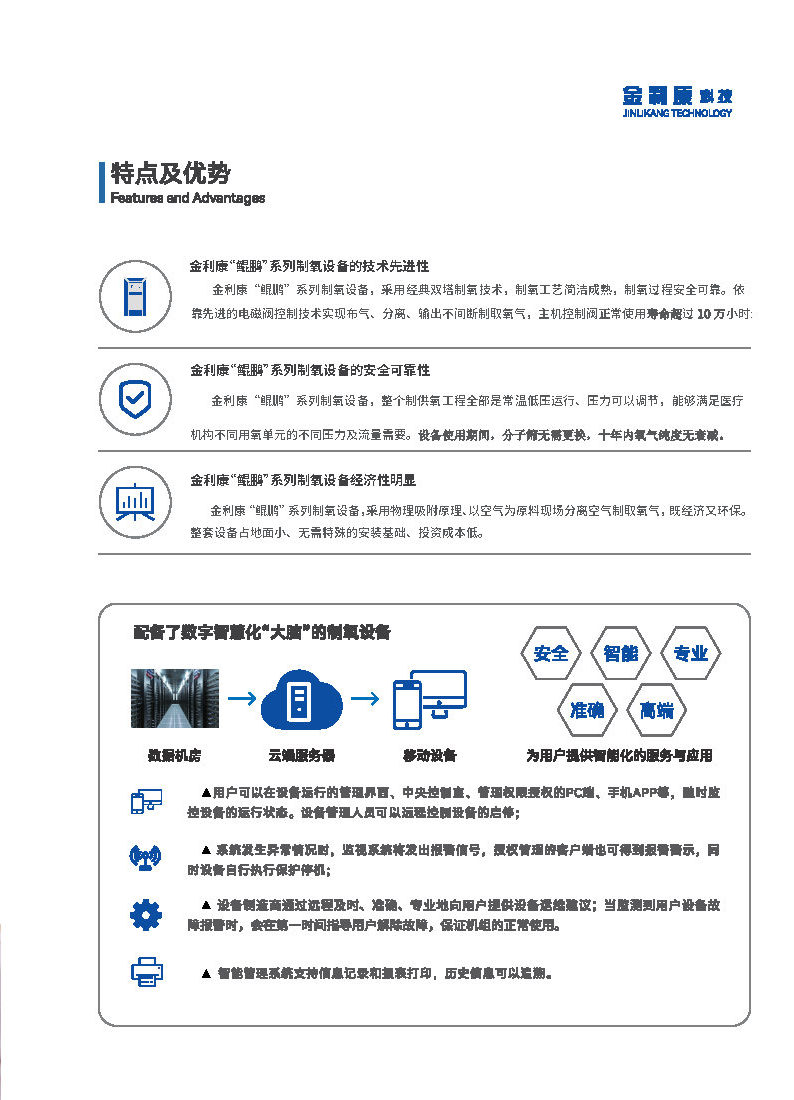 金利康 科技
JINLIKANG TECHNOLOGY
特点及优势
Features and Advantages
金利康“鲲鹏”系列制氧设备的技术先进性
金利康“鲲鹏”系列制氧设备，采用经典双塔制氧技术，制氧工艺简洁成熟，制氧过程安全可靠。依
靠先进的电磁阀控制技术实现布气、分离、输出不间断制取氧气，主机控制阀正常使用寿命超过 10 万小时;
金利康“鲲鹏”系列制氧设备的安全可靠性
金利康“鲲鹏”系列制氧设备，整个制供氧工程全部是常温低压运行、压力可以调节，能够满足医疗
机构不同用氧单元的不同压力及流量需要。设备使用期间，分子筛无需更换，十年内氧气纯度无衰减。
金利康“鲲鹏”系列制氧设备经济性明显
金利康“鲲鹏”系列制氧设备，采用物理吸附原理、以空气为原料现场分离空气制取氧气，既经济又环保。
整套设备占地面小、无需特殊的安装基础、投资成本低。
配备了数字智慧化“大脑”的制氧设备
安全 智能 专业
准确 高端
数据机房 云端服务器 移动设备 为用户提供智能化的服务与应用
▲用户可以在设备运行的管理界面、中央控制室、管理权限授权的PC端、手机APP等，随时监
控设备的运行状态。设备管理人员可以远程控制设备的启停；
▲ 系统发生异常情况时，监视系统将发出报警信号，授权管理的客户端也可得到报警警示，同
时设备自行执行保护停机；
▲ 设备制造商通过远程及时、准确、专业地向用户提供设备运维建议；当监测到用户设备故
障报警时，会在第一时间指导用户解除故障，保证机组的正常使用。
▲ 智能管理系统支持信息记录和报表打印，历史信息可以追溯。